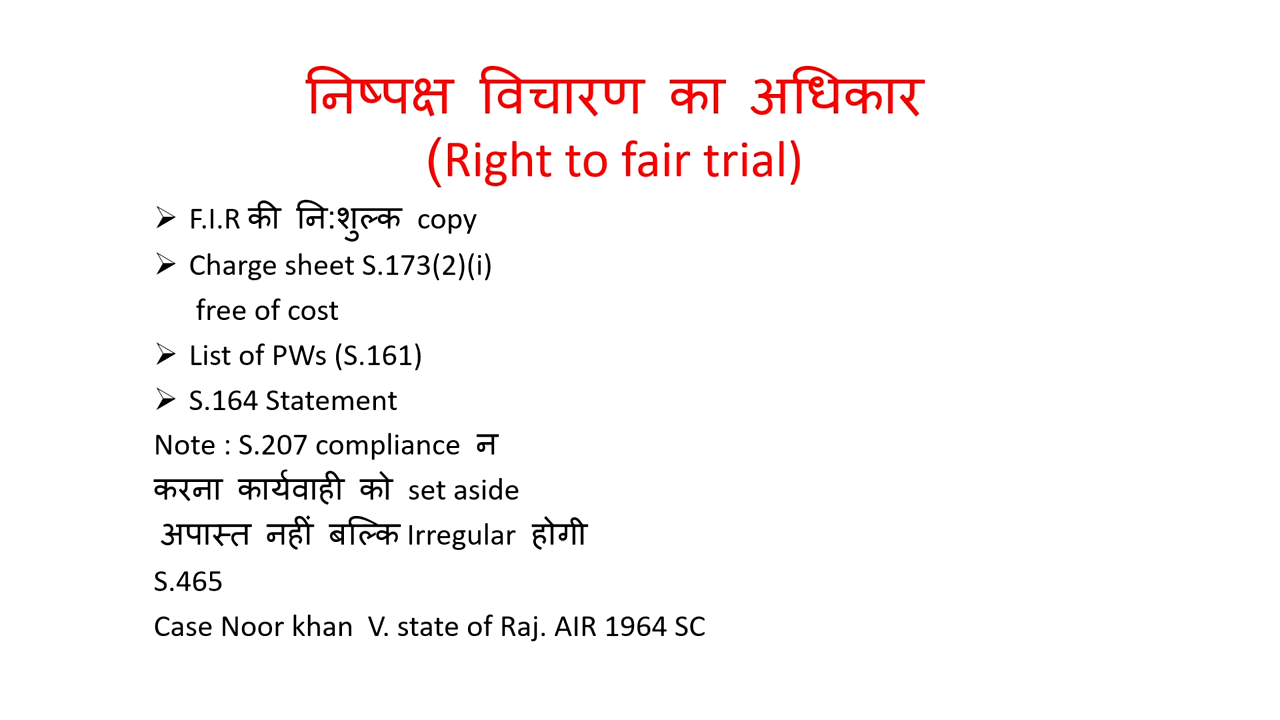 निष्पक्ष विचारण का अधिकार
(Right to fair trial)
➢ F.I.R की नि:शुल्क copy
➢ Charge sheet S.173(2)(i)
free of cost
➢ List of PWs (S.161)
➢ S.164 Statement
Note : S.207 compliance न
करना कार्यवाही को set aside
अपास्त नहीं बल्कि Irregular होगी
S.465
Case Noor khan V. state of Raj. AIR 1964 SC